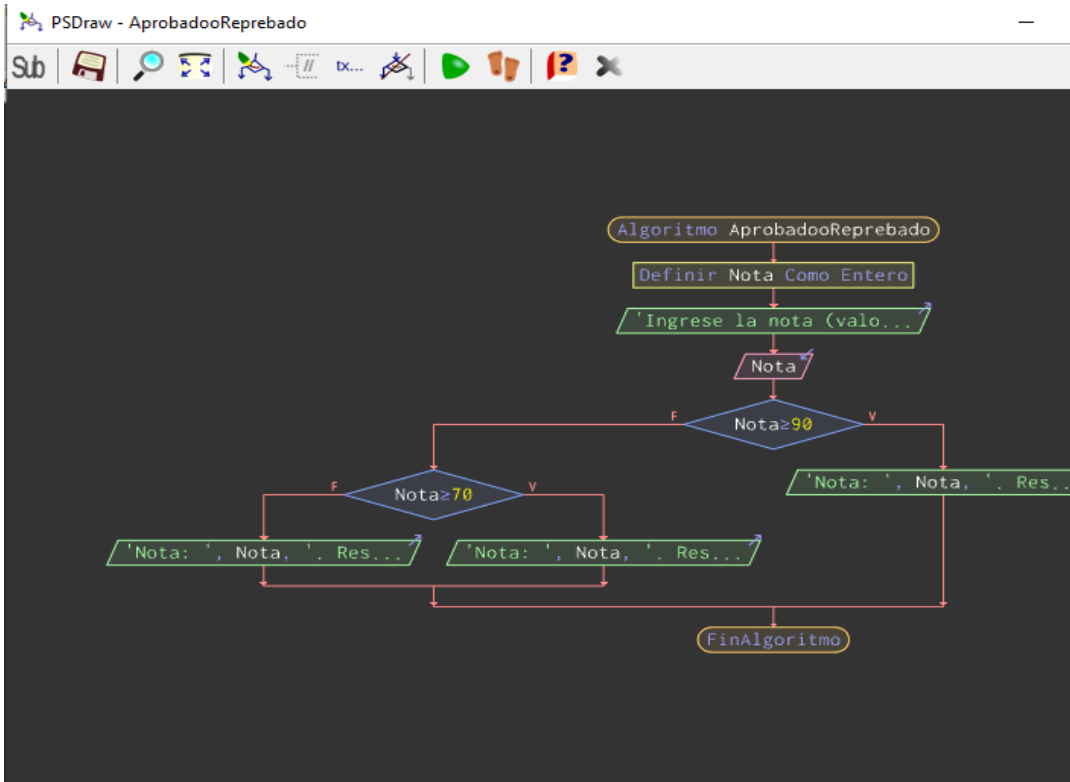 PSDraw - AprobadooReprebado
Sub
tx...
Algoritmo AprobadooReprebado
Definir Nota Como Entero
'Ingrese la nota (valo...
Nota
F
Nota≥90
V
F
Nota≥70
V
'Nota: ', Nota, '. Res..
'Nota: ', Nota, '. Res...
'Nota: ', Nota, '. Res...
FinAlgoritmo